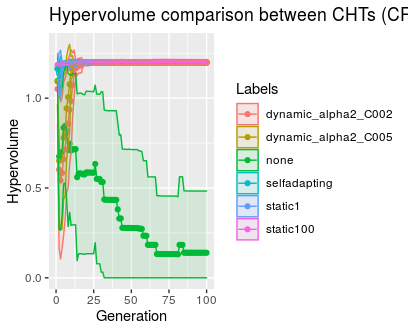 Hypervolume comparison between CHTs (CF
Hypervolume
1.0
0.5
0.0
0
25
50
75
100
Generation
Labels
dynamic_alpha2_C002
dynamic_alpha2_C005
none
selfadapting
static1
static100